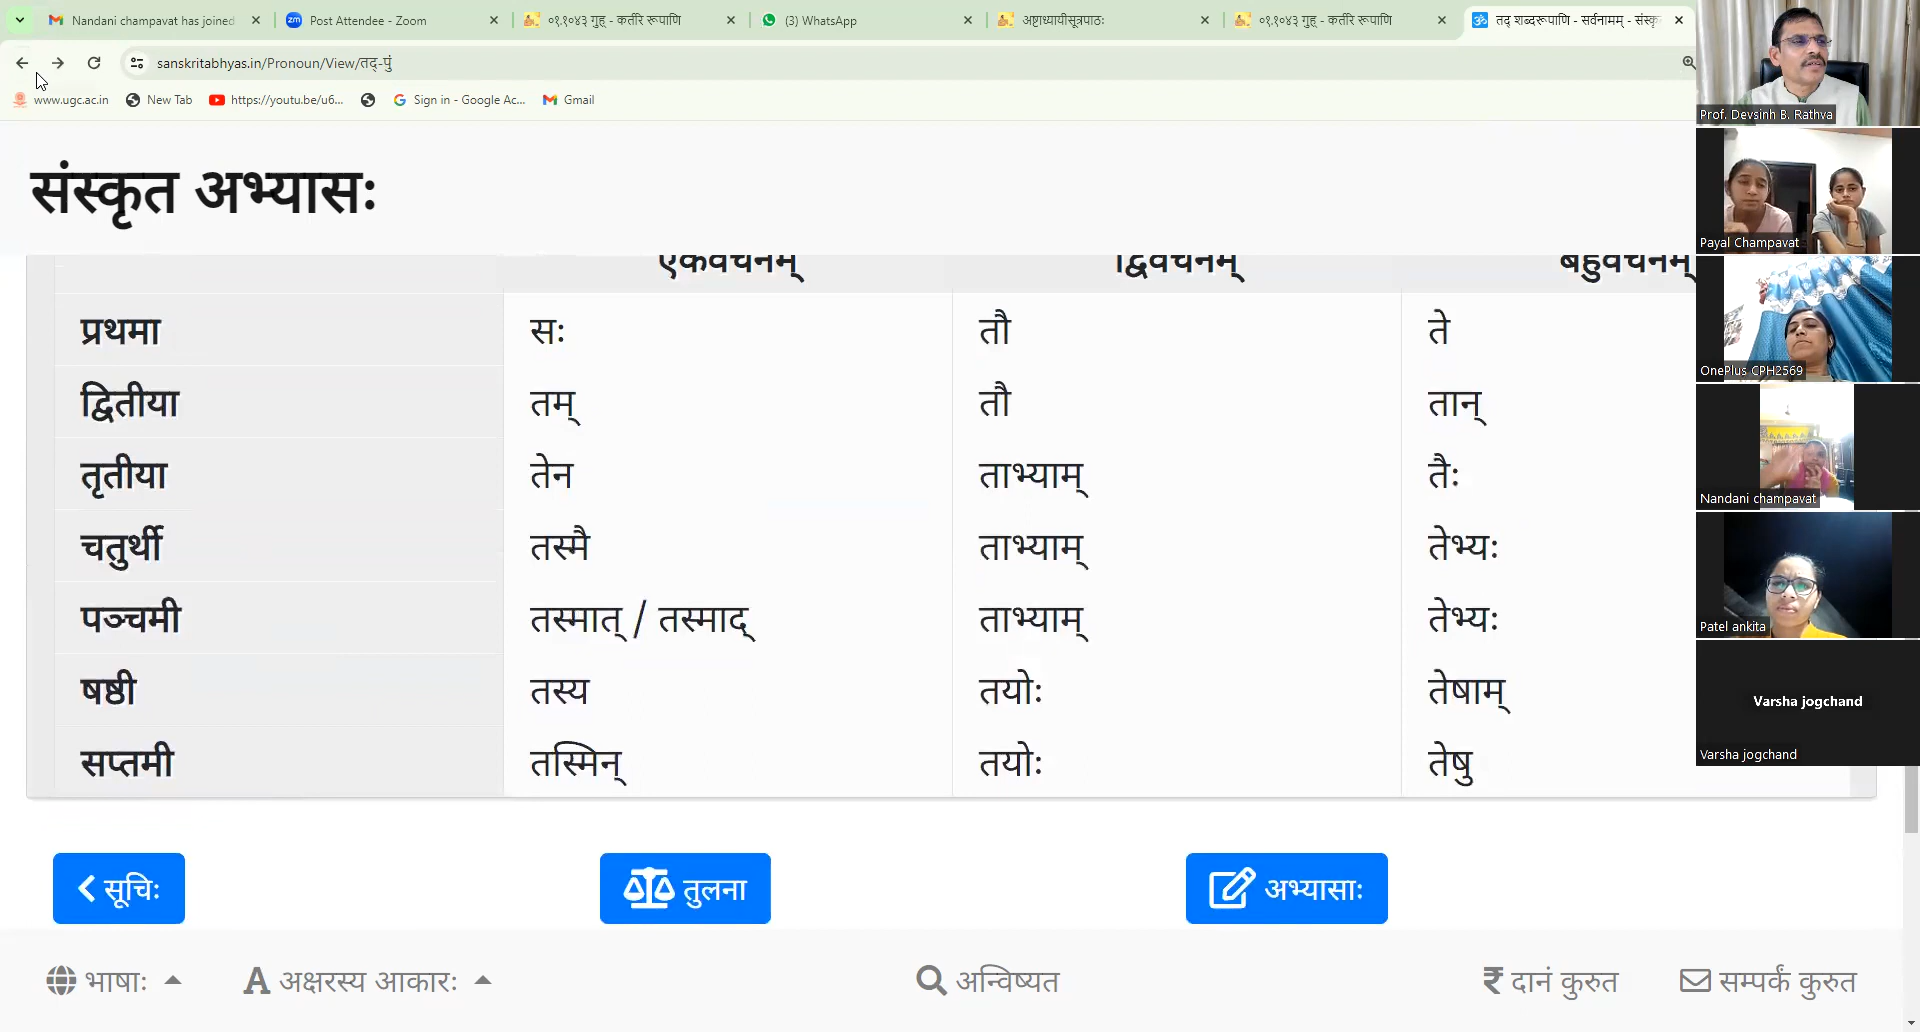 Nandani champavat has joined
Post Attendee - Zoom
०१.१०४३ गुह् - कर्तरि रूपाणि
(3) WhatsApp
अष्टाध्यायीसूत्रपाठः
०१.१०४३ गुह् - कर्तरि रूपाणि
तद् शब्दरूपाणि - सर्वनामम् - संस्कृ
sanskritabhyas.in/Pronoun/View/तद्-पुं
www.ugc.ac.in
New Tab
https://youtu.be/u6...
Sign in - Google Ac...
Gmail
संस्कृत अभ्यासः
एकवचनम् द्विवचनम् बहुवचनम्
प्रथमा सः तौ ते
द्वितीया तम् तौ तान्
तृतीया तेन ताभ्याम् तैः
चतुर्थी तस्मै ताभ्याम् तेभ्यः
पञ्चमी तस्मात् / तस्माद् ताभ्याम् तेभ्यः
षष्ठी तस्य तयोः तेषाम्
सप्तमी तस्मिन् तयोः तेषु
सूचिः तुलना अभ्यासाः
भाषाः अक्षरस्य आकारः अन्विष्यत दानं कुरुत सम्पर्कं कुरुत
Prof. Devsinh B. Rathva
Payal Champavat
OnePlus CPH2569
Nandani champavat
Patel ankita
Varsha jogchand
Varsha jogchand